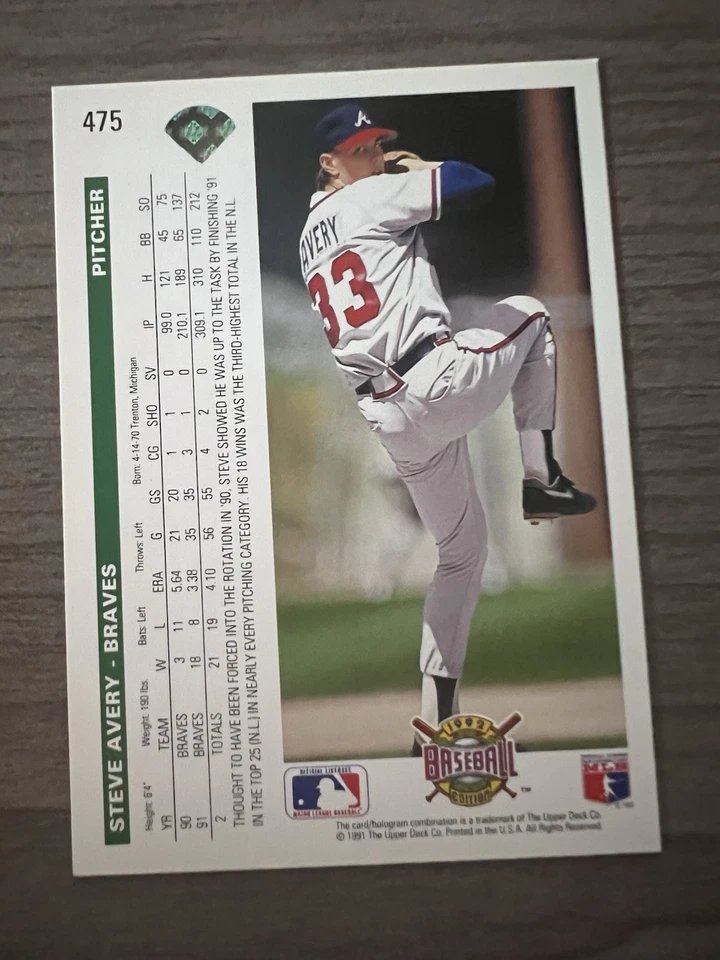 475
STEVE AVERY - BRAVES PITCHER
Height: 6'4" Weight: 190 lbs. Bats: Left Throws: Left Born: 4-14-70 Trenton, Michigan
YR TEAM W L ERA G GS CG SHO SV IP H BB SO
90 BRAVES 3 11 5.64 21 20 1 1 0 99.0 121 45 75
91 BRAVES 18 8 3.38 35 35 3 1 0 210.1 189 65 137
2 TOTALS 21 19 4.10 56 55 4 2 0 309.1 310 110 212
THOUGHT TO HAVE BEEN FORCED INTO THE ROTATION IN '90, STEVE SHOWED HE WAS UP TO THE TASK BY FINISHING '91
IN THE TOP 25 (N.L.) IN NEARLY EVERY PITCHING CATEGORY. HIS 18 WINS WAS THE THIRD-HIGHEST TOTAL IN THE N.L.
A
AVERY
33
1992
BASEBALL
EDITION
TM
OFFICIAL LICENSEE
MAJOR LEAGUE BASEBALL
MLB
The card/hologram combination is a trademark of The Upper Deck Co.
© 1991 The Upper Deck Co. Printed in the U.S.A. All Rights Reserved.